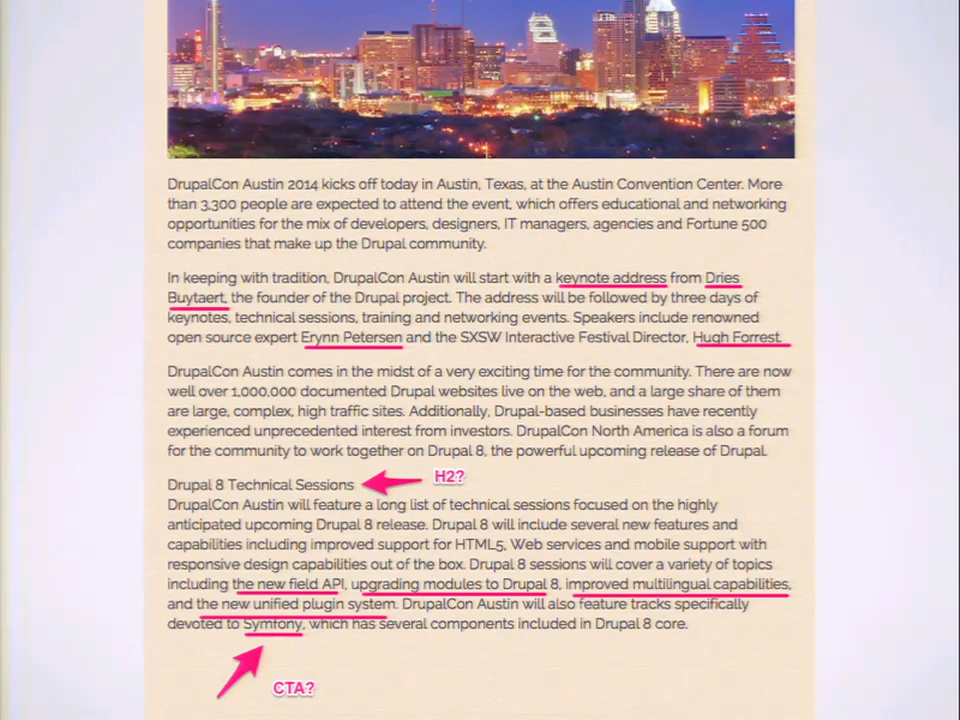 DrupalCon Austin 2014 kicks off today in Austin, Texas, at the Austin Convention Center. More
than 3,300 people are expected to attend the event, which offers educational and networking
opportunities for the mix of developers, designers, IT managers, agencies and Fortune 500
companies that make up the Drupal community.
In keeping with tradition, DrupalCon Austin will start with a keynote address from Dries
Buytaert, the founder of the Drupal project. The address will be followed by three days of
keynotes, technical sessions, training and networking events. Speakers include renowned
open source expert Erynn Petersen and the SXSW Interactive Festival Director, Hugh Forrest.
DrupalCon Austin comes in the midst of a very exciting time for the community. There are now
well over 1,000,000 documented Drupal websites live on the web, and a large share of them
are large, complex, high traffic sites. Additionally, Drupal-based businesses have recently
experienced unprecedented interest from investors. DrupalCon North America is also a forum
for the community to work together on Drupal 8, the powerful upcoming release of Drupal.
Drupal 8 Technical Sessions H2?
DrupalCon Austin will feature a long list of technical sessions focused on the highly
anticipated upcoming Drupal 8 release. Drupal 8 will include several new features and
capabilities including improved support for HTML5, Web services and mobile support with
responsive design capabilities out of the box. Drupal 8 sessions will cover a variety of topics
including the new field API, upgrading modules to Drupal 8, improved multilingual capabilities,
and the new unified plugin system. DrupalCon Austin will also feature tracks specifically
devoted to Symfony, which has several components included in Drupal 8 core.
CTA?